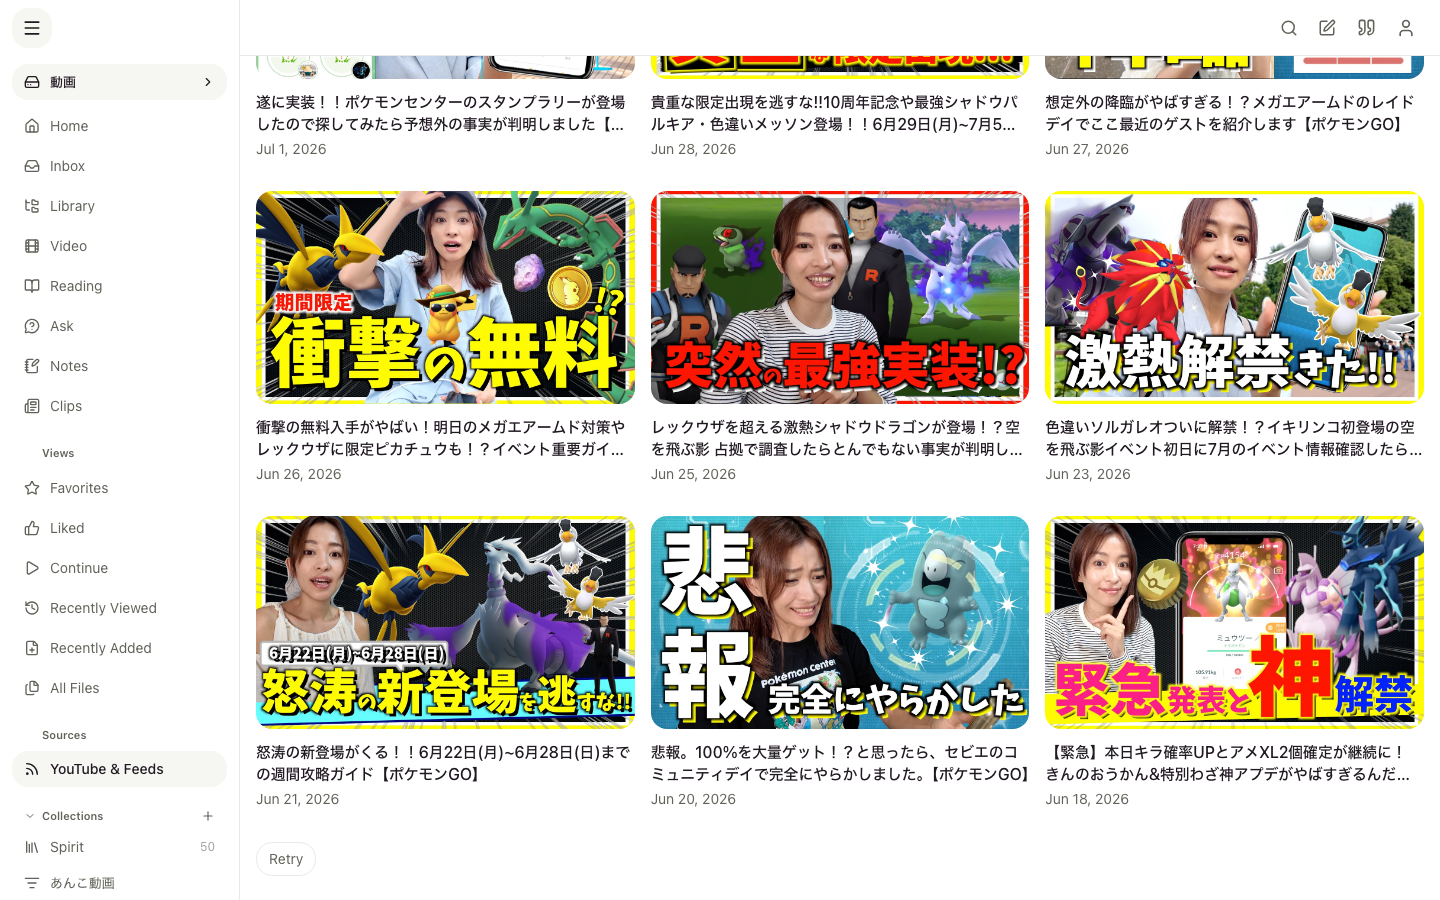 動画
Home
Inbox
Library
Video
Reading
Ask
Notes
Clips
Views
Favorites
Liked
Continue
Recently Viewed
Recently Added
All Files
Sources
YouTube & Feeds
Collections
Spirit 50
あんこ動画
遂に実装！！ポケモンセンターのスタンプラリーが登場
したので探してみたら予想外の事実が判明しました【...
Jul 1, 2026
貴重な限定出現を逃すな!!10周年記念や最強シャドウパ
ルキア・色違いメッソン登場！！6月29日(月)~7月5...
Jun 28, 2026
想定外の降臨がやばすぎる！？メガエアームドのレイド
デイでここ最近のゲストを紹介します【ポケモンGO】
Jun 27, 2026
期間限定
!?
衝撃の無料
衝撃の無料入手がやばい！明日のメガエアームド対策や
レックウザに限定ピカチュウも！？イベント重要ガイ...
Jun 26, 2026
R
R
突然の最強実装!?
レックウザを超える激熱シャドウドラゴンが登場！？空
を飛ぶ影 占拠で調査したらとんでもない事実が判明し...
Jun 25, 2026
激熱解禁きた!!
色違いソルガレオついに解禁！？イキリンコ初登場の空
を飛ぶ影イベント初日に7月のイベント情報確認したら...
Jun 23, 2026
6月22日(月)~6月28日(日)
怒涛の新登場を逃すな!!
怒涛の新登場がくる！！6月22日(月)~6月28日(日)まで
の週間攻略ガイド【ポケモンGO】
Jun 21, 2026
悲報
Pokémon Center
完全にやらかした
悲報。100%を大量ゲット！？と思ったら、セビエのコ
ミュニティデイで完全にやらかしました。【ポケモンGO】
Jun 20, 2026
4154
ミュウツー
105.91kg
緊急発表と神解禁
【緊急】本日キラ確率UPとアメXL2個確定が継続に！
きんのおうかん&特別わざ神アプデがやばすぎるんだ...
Jun 18, 2026
Retry